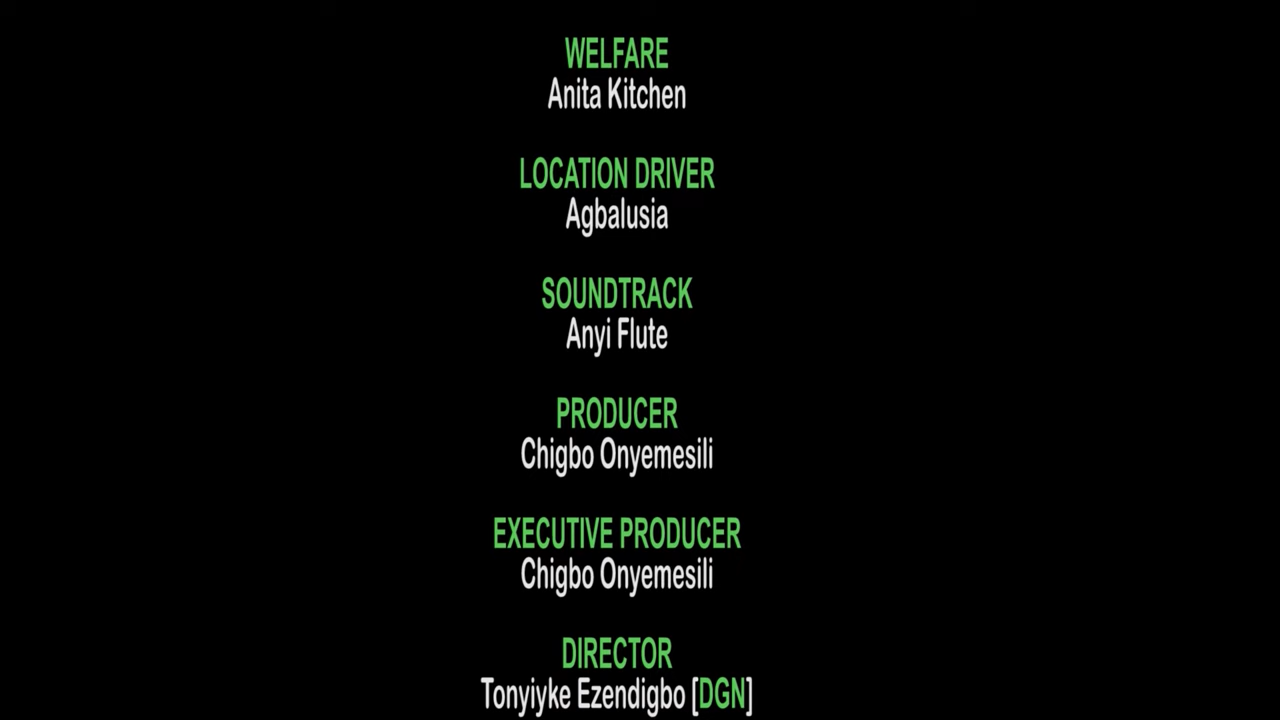 WELFARE
Anita Kitchen
LOCATION DRIVER
Agbalusia
SOUNDTRACK
Anyi Flute
PRODUCER
Chigbo Onyemesili
EXECUTIVE PRODUCER
Chigbo Onyemesili
DIRECTOR
Tonyiyke Ezendigbo [DGN]